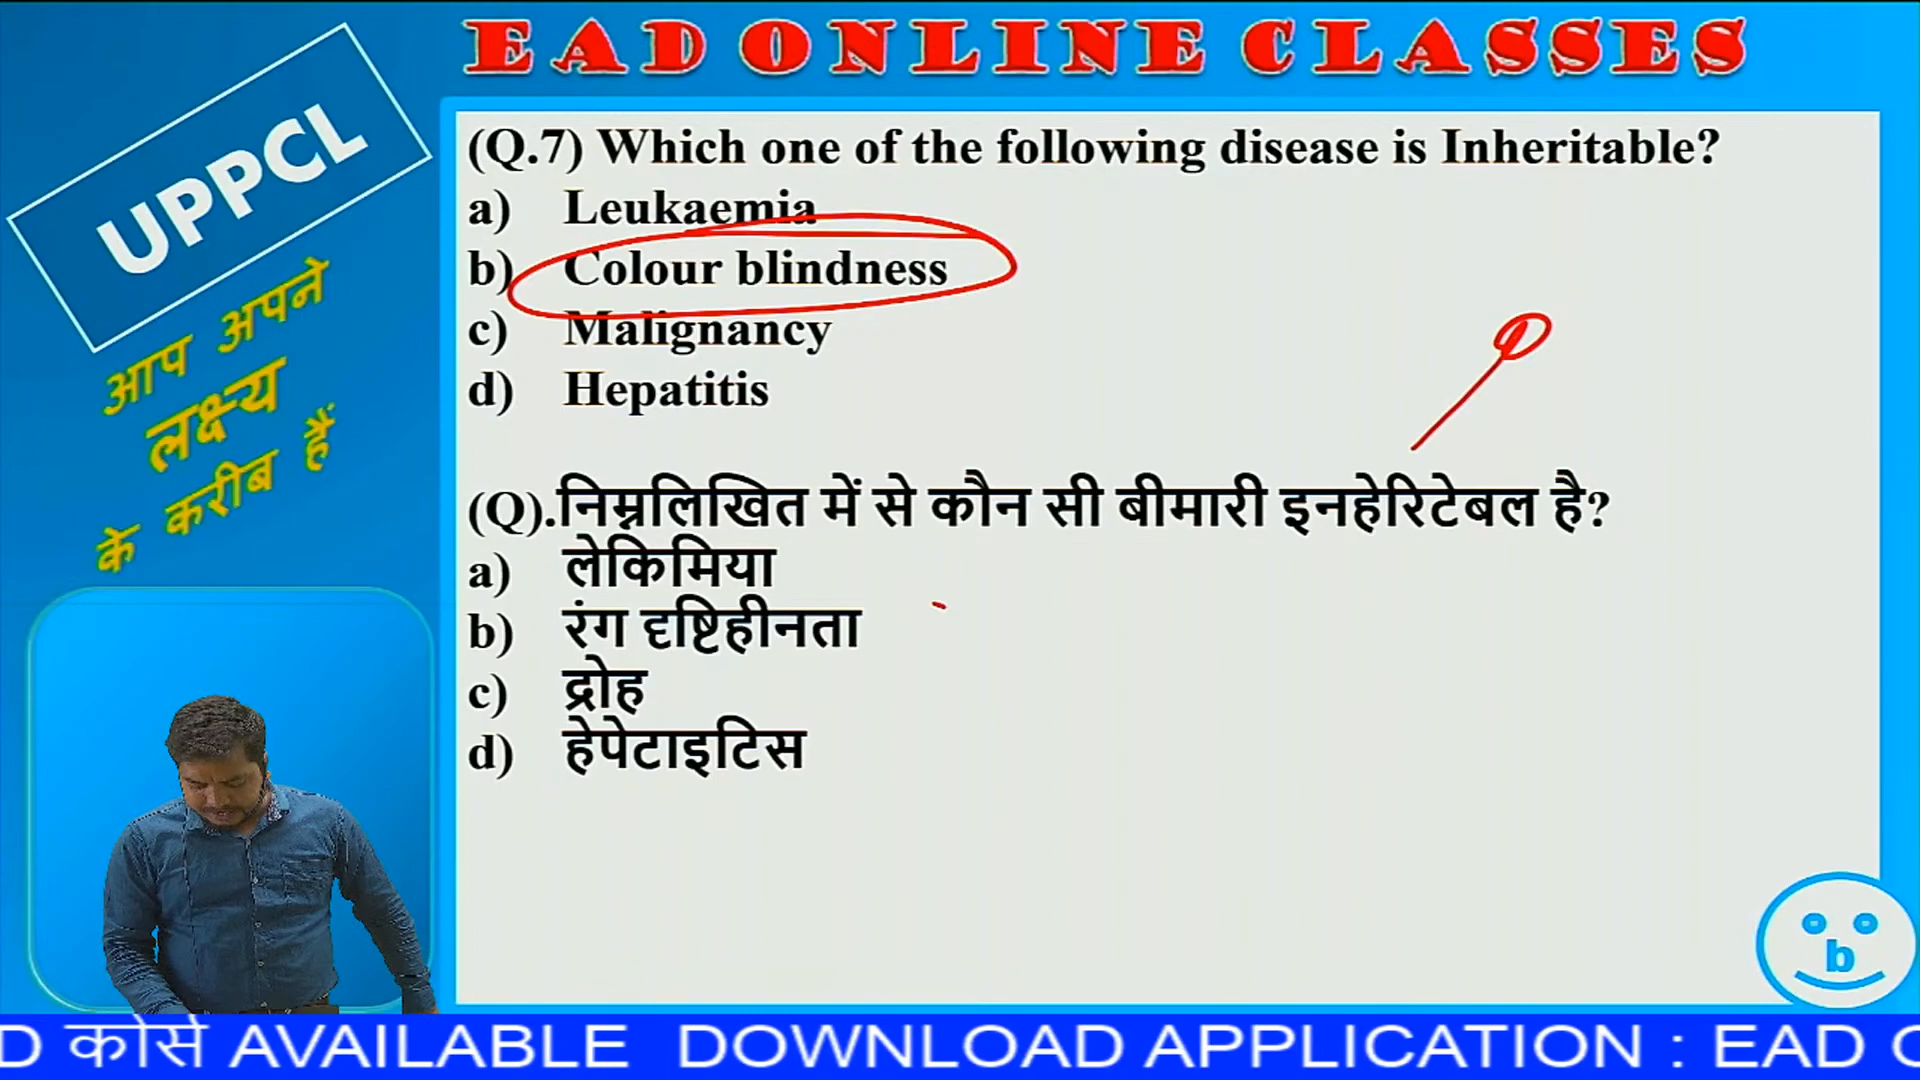 EAD ONLINE CLASSES
UPPCL
आप अपने
लक्ष्य
के करीब हैं
(Q.7) Which one of the following disease is Inheritable?
a) Leukaemia
b) Colour blindness
c) Malignancy
d) Hepatitis
(Q).निम्नलिखित में से कौन सी बीमारी इनहेरिटेबल है?
a) लेकिमिया
b) रंग दृष्टिहीनता
c) द्रोह
d) हेपेटाइटिस
b
D कोर्स AVAILABLE DOWNLOAD APPLICATION : EAD